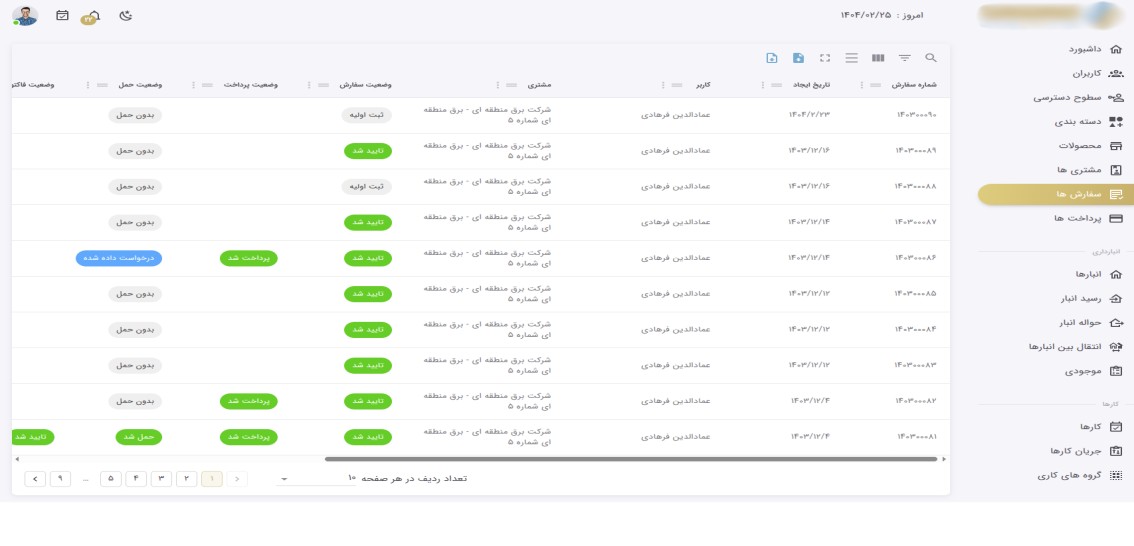 امروز : ۱۴۰۴/۰۲/۲۵
۲۲
داشبورد
کاربران
سطوح دسترسی
دسته بندی
محصولات
مشتری ها
سفارش ها
پرداخت ها
انبارداری
انبارها
رسید انبار
حواله انبار
انتقال بین انبارها
موجودی
کارها
کارها
جریان کارها
گروه های کاری
شماره سفارش تاریخ ایجاد کاربر مشتری وضعیت سفارش وضعیت پرداخت وضعیت حمل وضعیت فاکتو
۱۴۰۳۰۰۰۹۰ ۱۴۰۴/۲/۲۳ عمادالدین فرهادی شرکت برق منطقه ای - برق منطقه ثبت اولیه بدون حمل
ای شماره ۵
۱۴۰۳۰۰۰۸۹ ۱۴۰۳/۱۲/۱۶ عمادالدین فرهادی شرکت برق منطقه ای - برق منطقه تایید شد بدون حمل
ای شماره ۵
۱۴۰۳۰۰۰۸۸ ۱۴۰۳/۱۲/۱۶ عمادالدین فرهادی شرکت برق منطقه ای - برق منطقه ثبت اولیه بدون حمل
ای شماره ۵
۱۴۰۳۰۰۰۸۷ ۱۴۰۳/۱۲/۱۴ عمادالدین فرهادی شرکت برق منطقه ای - برق منطقه تایید شد بدون حمل
ای شماره ۵
۱۴۰۳۰۰۰۸۶ ۱۴۰۳/۱۲/۱۴ عمادالدین فرهادی شرکت برق منطقه ای - برق منطقه تایید شد پرداخت شد درخواست داده شده
ای شماره ۵
۱۴۰۳۰۰۰۸۵ ۱۴۰۳/۱۲/۱۲ عمادالدین فرهادی شرکت برق منطقه ای - برق منطقه تایید شد بدون حمل
ای شماره ۵
۱۴۰۳۰۰۰۸۴ ۱۴۰۳/۱۲/۱۲ عمادالدین فرهادی شرکت برق منطقه ای - برق منطقه تایید شد بدون حمل
ای شماره ۵
۱۴۰۳۰۰۰۸۳ ۱۴۰۳/۱۲/۱۲ عمادالدین فرهادی شرکت برق منطقه ای - برق منطقه تایید شد بدون حمل
ای شماره ۵
۱۴۰۳۰۰۰۸۲ ۱۴۰۳/۱۲/۴ عمادالدین فرهادی شرکت برق منطقه ای - برق منطقه تایید شد پرداخت شد بدون حمل
ای شماره ۵
۱۴۰۳۰۰۰۸۱ ۱۴۰۳/۱۲/۴ عمادالدین فرهادی شرکت برق منطقه ای - برق منطقه تایید شد پرداخت شد حمل شد تایید شد
ای شماره ۵
تعداد ردیف در هر صفحه ۱۰ ۱ ۲ ۳ ۴ ۵ ... ۹